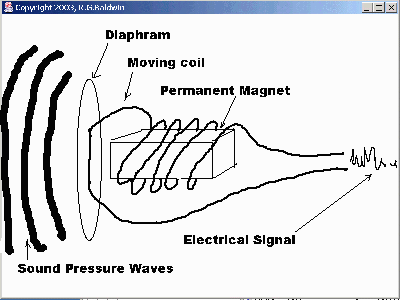 Copyright 2003, R.G.Baldwin
Diaphram
Moving coil
Permanent Magnet
Electrical Signal
Sound Pressure Waves